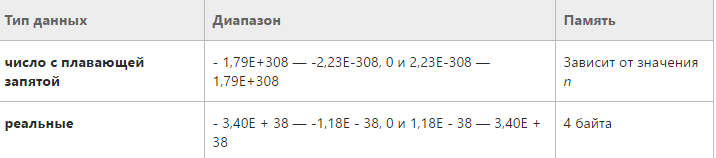 Тип данных Диапазон Память
число с плавающей запятой - 1,79E+308 — -2,23E-308, 0 и 2,23E-308 — 1,79E+308 Зависит от значения n
реальные - 3,40E + 38 — -1,18E - 38, 0 и 1,18E - 38 — 3,40E + 38 4 байта